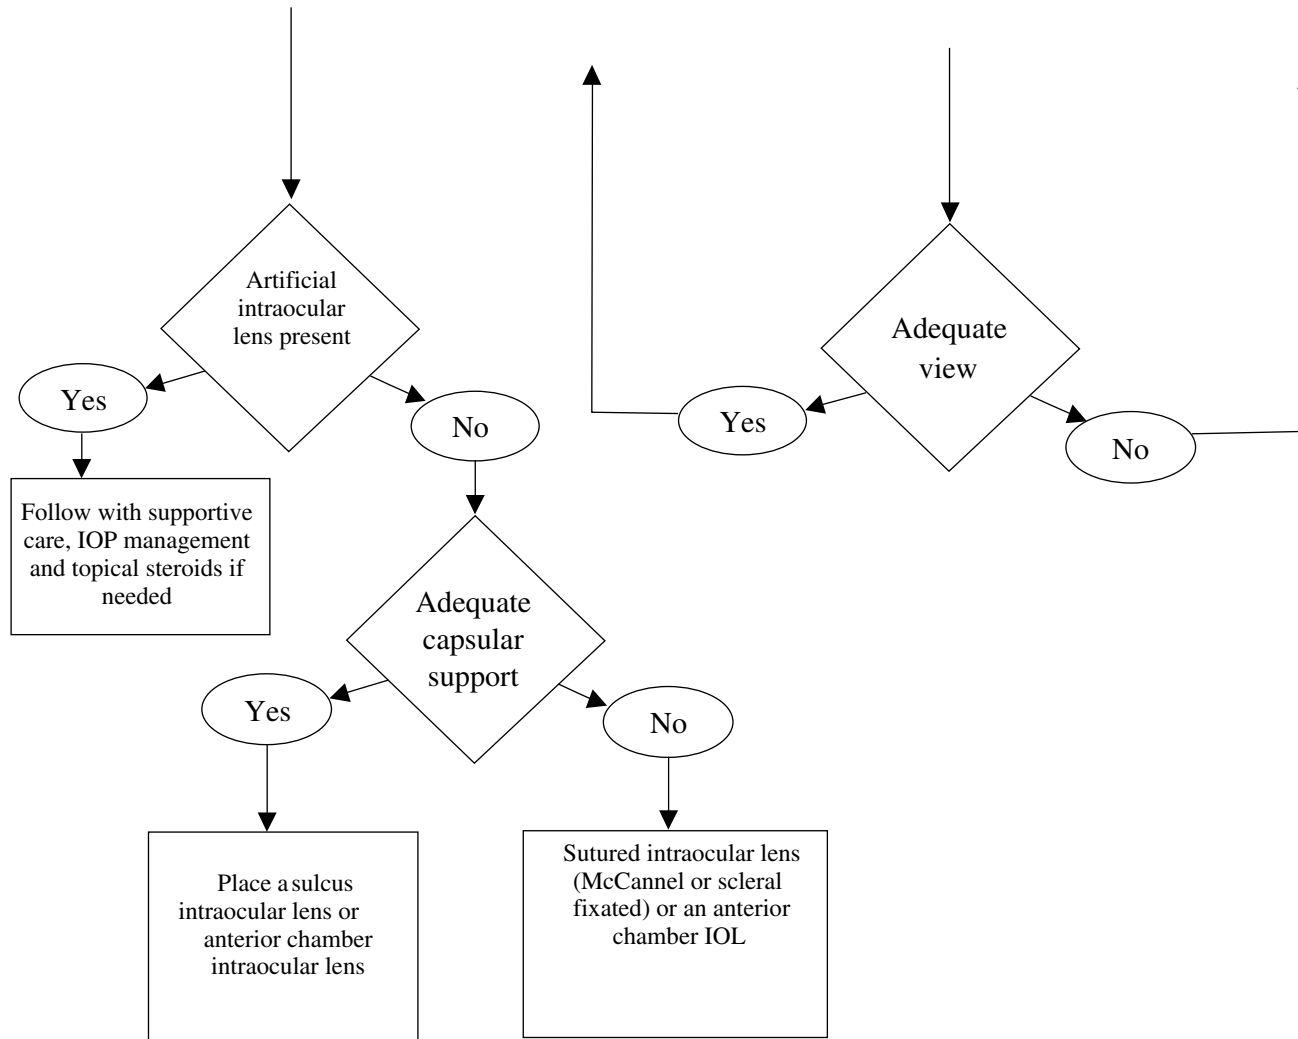 Artificial
intraocular
lens present
Yes
No
Follow with supportive
care, IOP management
and topical steroids if
needed
Adequate
capsular
support
Yes
No
Place a sulcus
intraocular lens or
anterior chamber
intraocular lens
Sutured intraocular lens
(McCannel or scleral
fixated) or an anterior
chamber IOL
Adequate
view
Yes
No